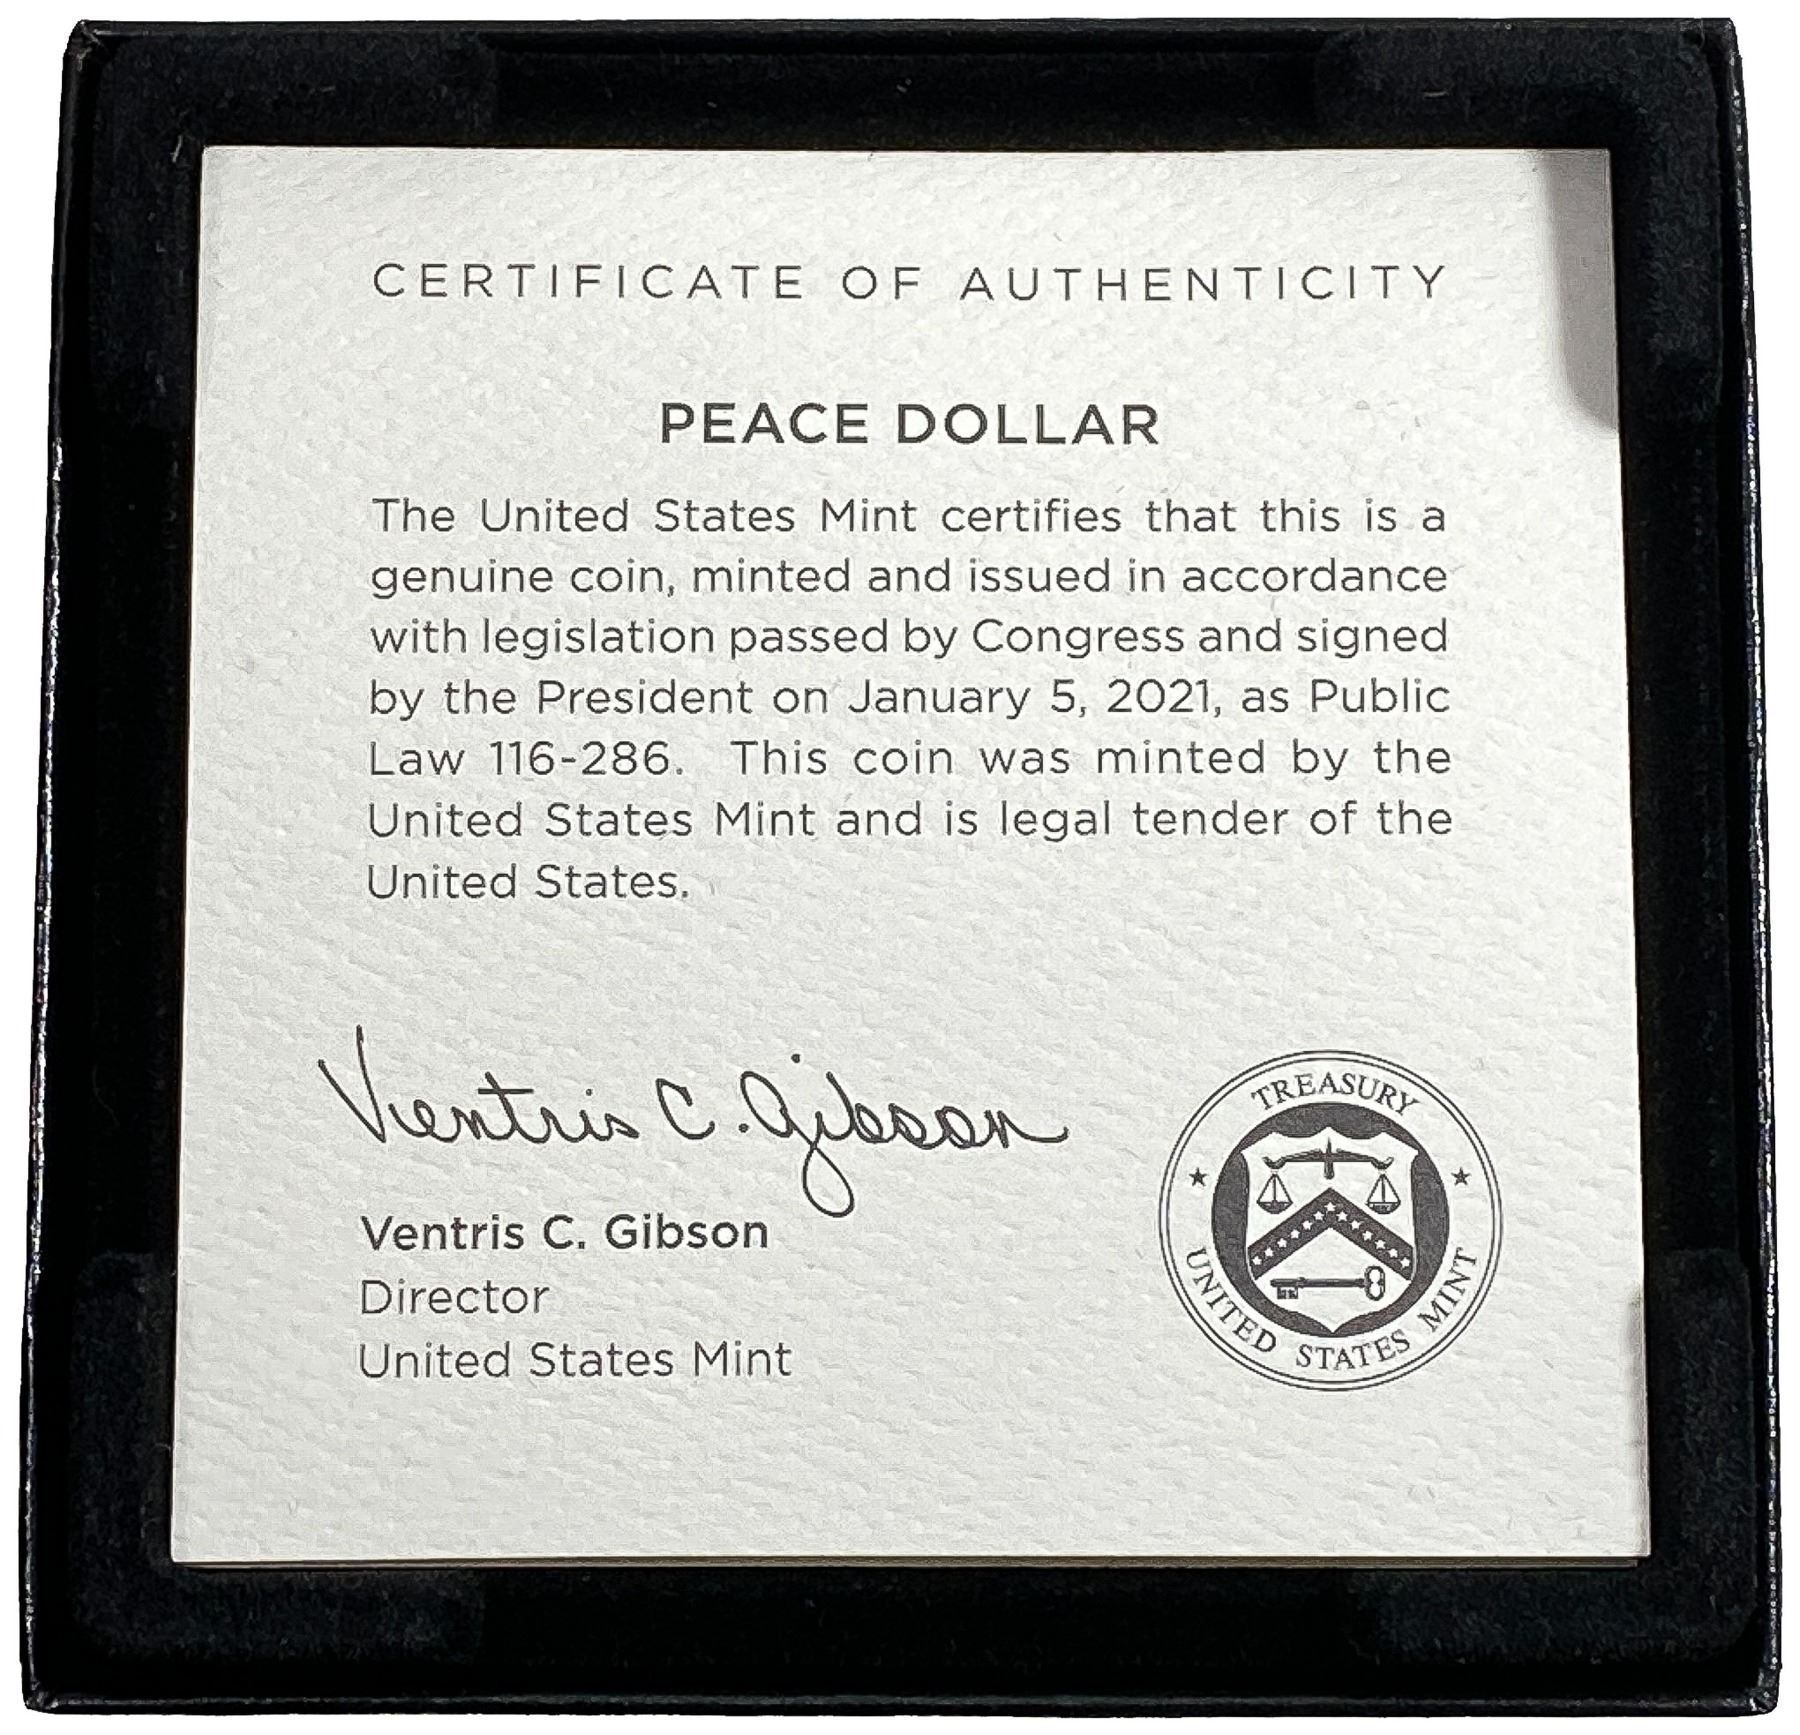 CERTIFICATE OF AUTHENTICITY
PEACE DOLLAR
The United States Mint certifies that this is a
genuine coin, minted and issued in accordance
with legislation passed by Congress and signed
by the President on January 5, 2021, as Public
Law 116-286. This coin was minted by the
United States Mint and is legal tender of the
United States.
Ventris C. Gibson
Ventris C. Gibson
Director
United States Mint
TREASURY
UNITED STATES MINT